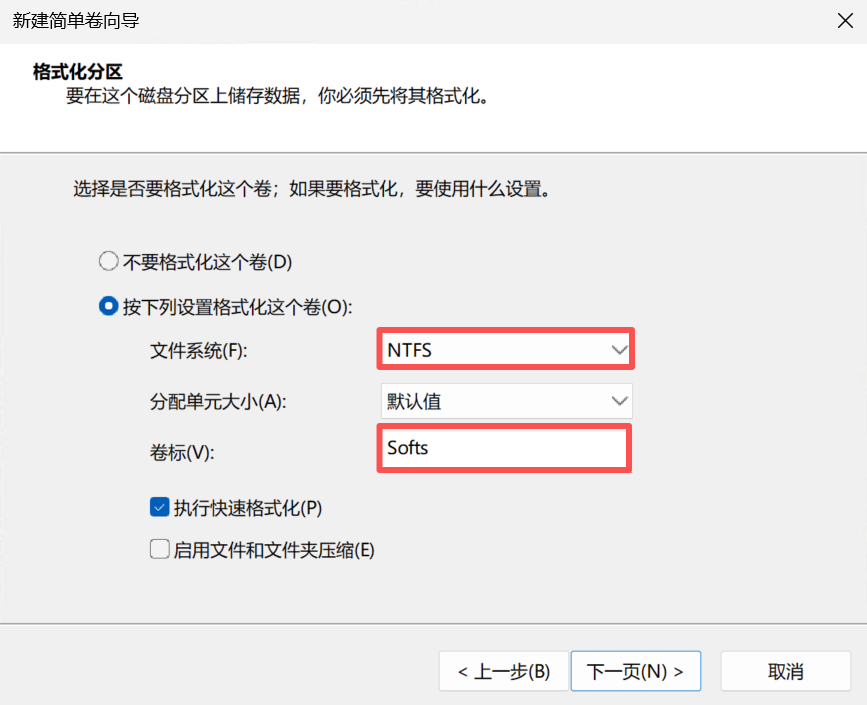 新建简单卷向导
格式化分区
要在这个磁盘分区上储存数据，你必须先将其格式化。
选择是否要格式化这个卷；如果要格式化，要使用什么设置。
不要格式化这个卷(D)
按下列设置格式化这个卷(O):
文件系统(F): NTFS
分配单元大小(A): 默认值
卷标(V): Softs
执行快速格式化(P)
启用文件和文件夹压缩(E)
< 上一步(B) 下一页(N) > 取消